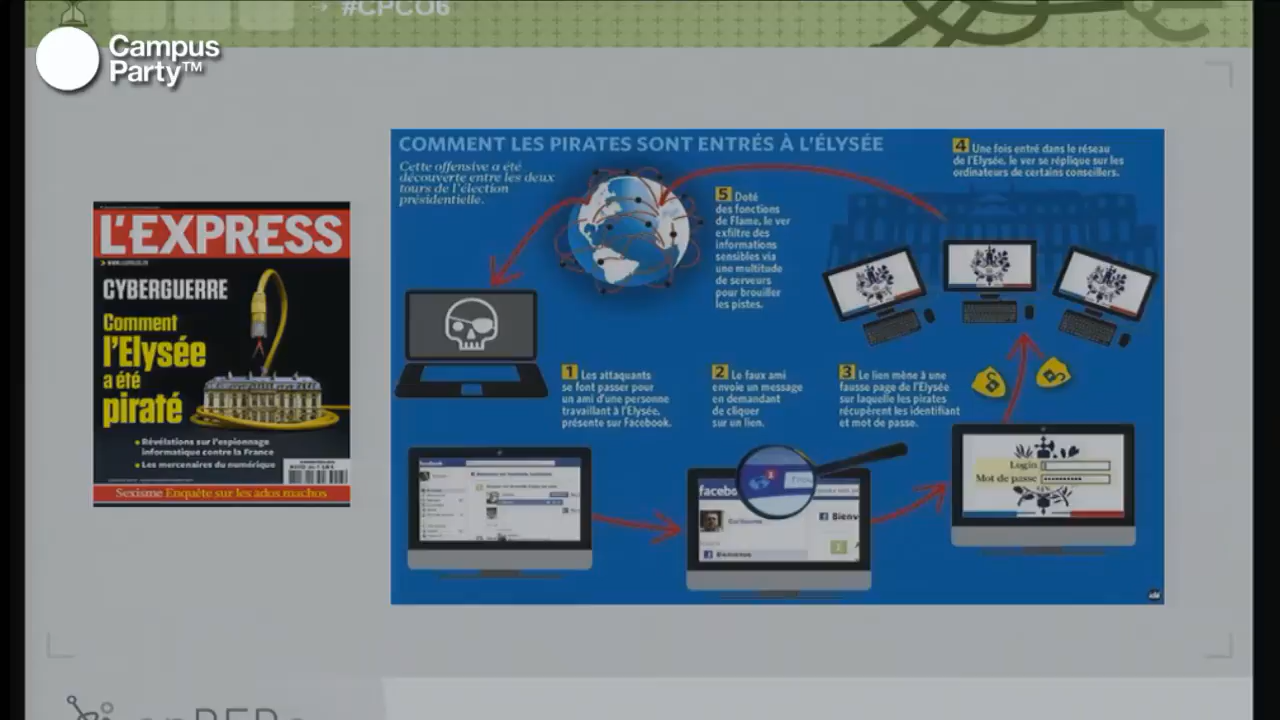 → #CPCO6
Campus
Party™
L'EXPRESS
CYBERGUERRE
Comment
l'Elysée
a été
piraté
Révélations sur l'espionnage
informatique contre la France
Les mercenaires du numérique
Sexisme Enquête sur les ados machos
COMMENT LES PIRATES SONT ENTRÉS À L'ÉLYSÉE
Cette offensive a été
découverte entre les deux
tours de l'élection
présidentielle.
4 Une fois entré dans le réseau
de l'Elysée, le ver se réplique sur les
ordinateurs de certains conseillers.
5 Doté
des fonctions
de Flame, le ver
exfiltre des
informations
sensibles via
une multitude
de serveurs
pour brouiller
les pistes.
1 Les attaquants
se font passer pour
un ami d'une personne
travaillant à l'Elysée,
présente sur Facebook.
2 Le faux ami
envoie un message
en demandant
de cliquer
sur un lien.
3 Le lien mène à une
fausse page de l'Elysée
sur laquelle les pirates
récupèrent les identifiant
et mot de passe.
facebook
facebo
Guillaume
Bienv
Login
Mot de passe